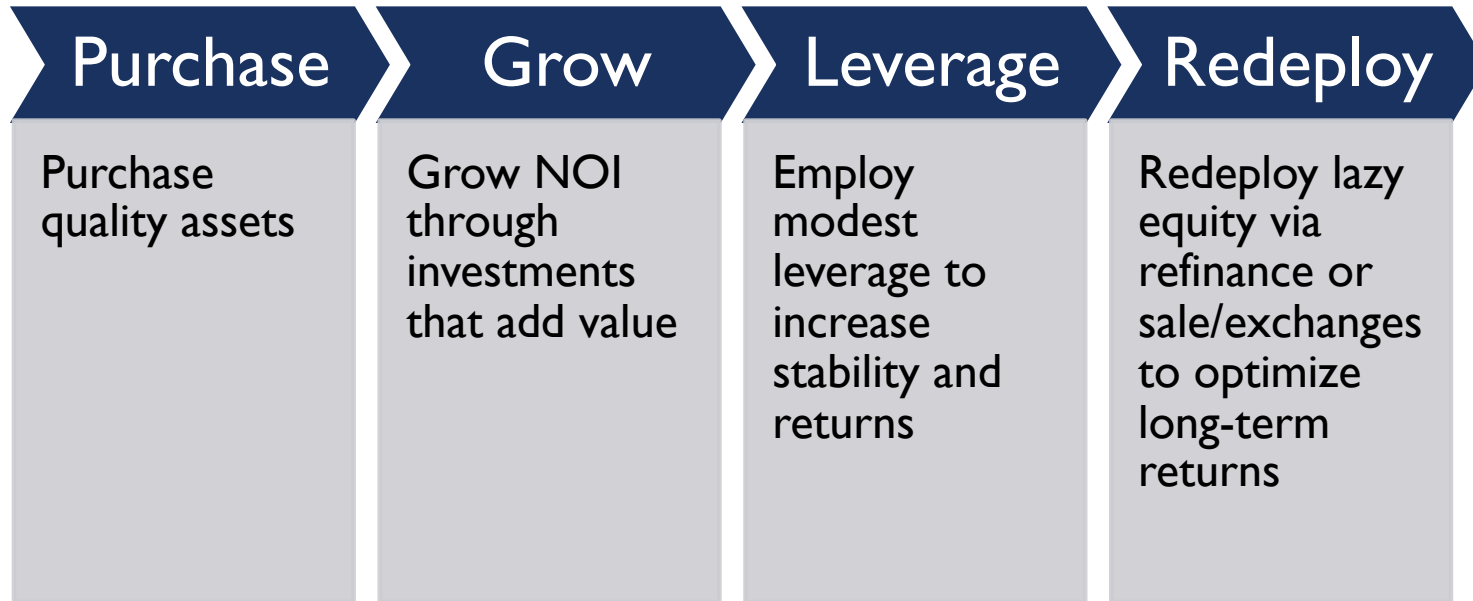 Purchase
Purchase
quality assets
Grow
Grow NOI
through
investments
that add value
Leverage
Employ
modest
leverage to
increase
stability and
returns
Redeploy
Redeploy lazy
equity via
refinance or
sale/exchanges
to optimize
long-term
returns